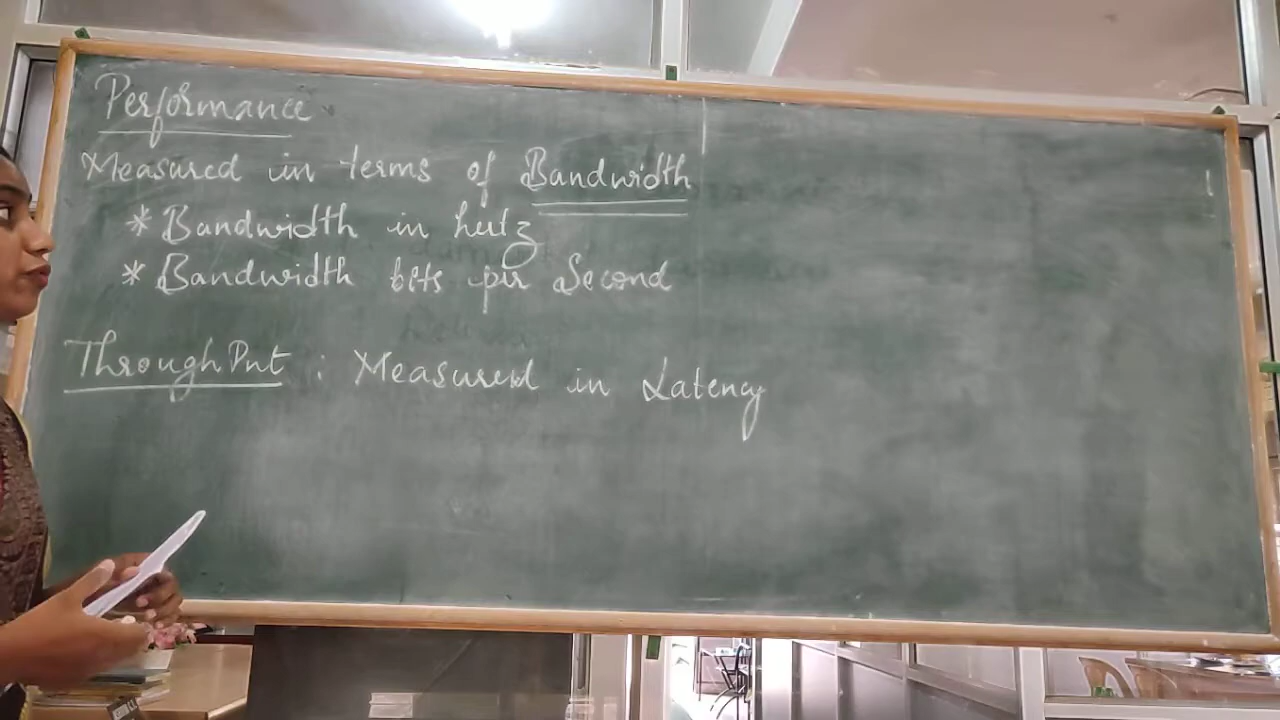 Performance
Measured in terms of Bandwidth
* Bandwidth in hertz
* Bandwidth bits per Second
ThroughPut : Measured in Latency